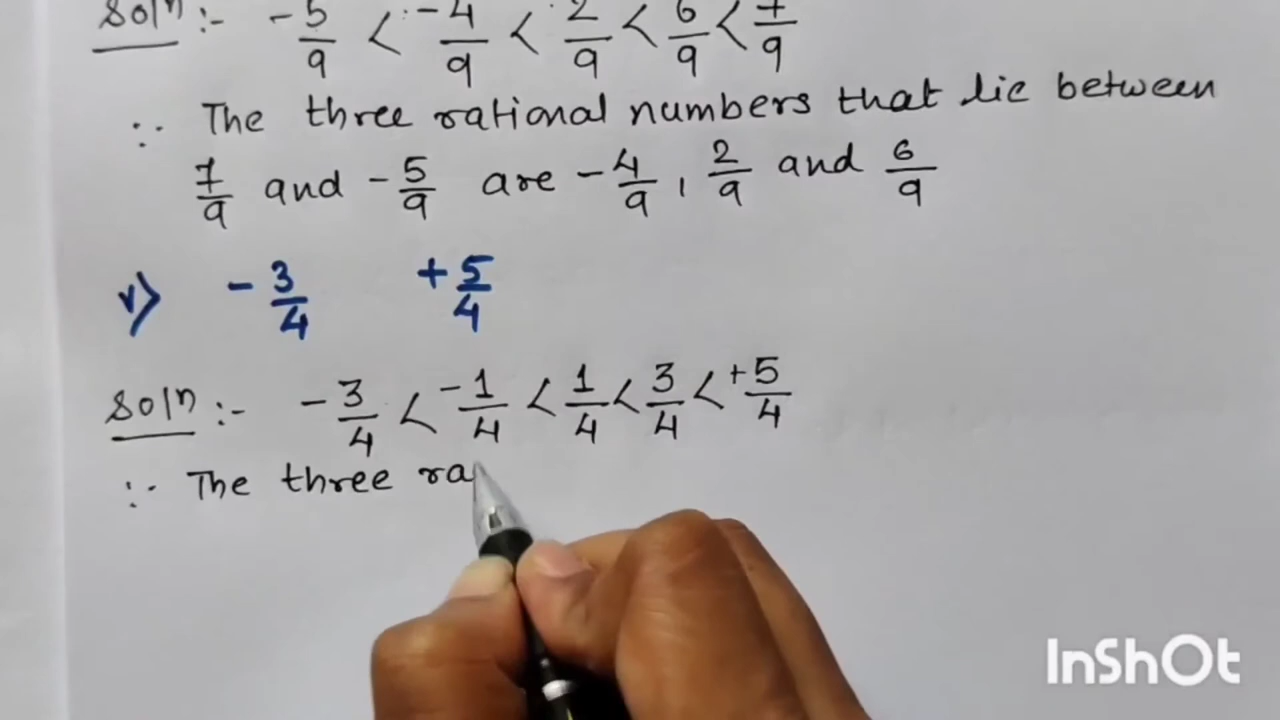 Soln :- -5/9 < -4/9 < 2/9 < 6/9 < 7/9
∴ The three rational numbers that lie between
7/9 and -5/9 are -4/9, 2/9 and 6/9
v) -3/4 +5/4
Soln :- -3/4 < -1/4 < 1/4 < 3/4 < +5/4
∴ The three ra
InShOt